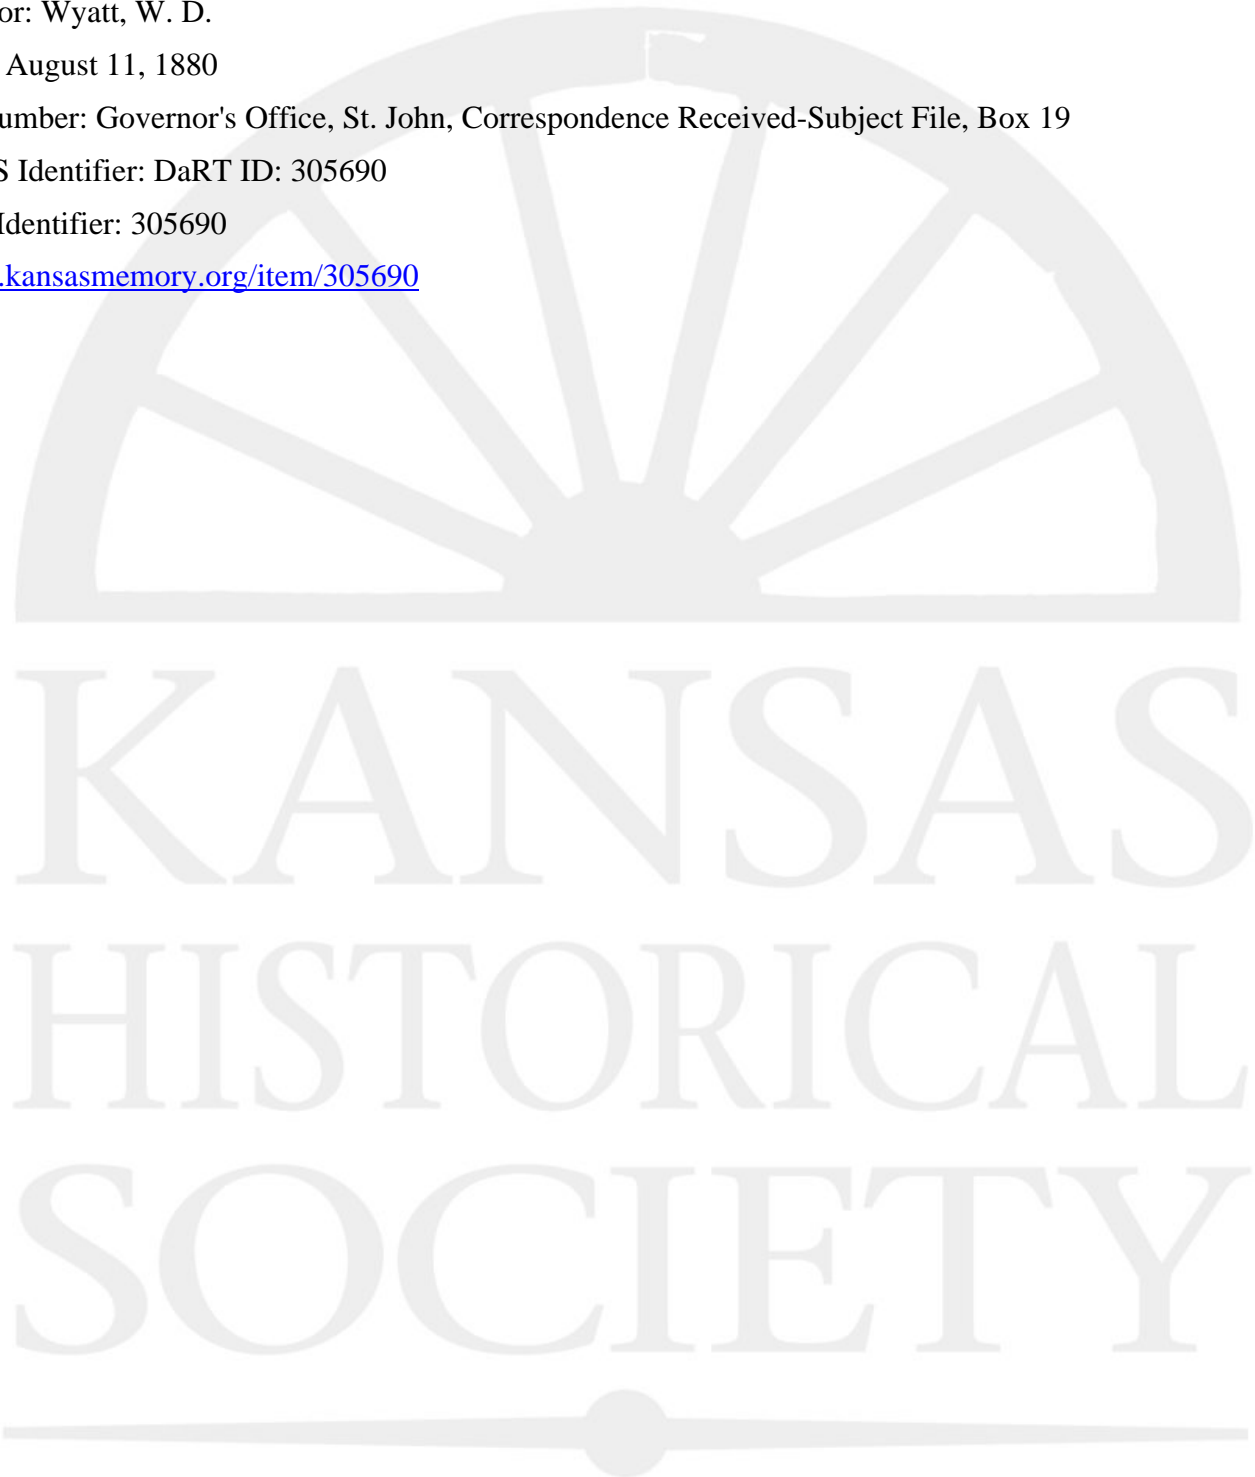 or: Wyatt, W. D.
August 11, 1880
umber: Governor's Office, St. John, Correspondence Received-Subject File, Box 19
S Identifier: DaRT ID: 305690
Identifier: 305690
.kansasmemory.org/item/305690
KANSAS
HISTORICAL
SOCIETY